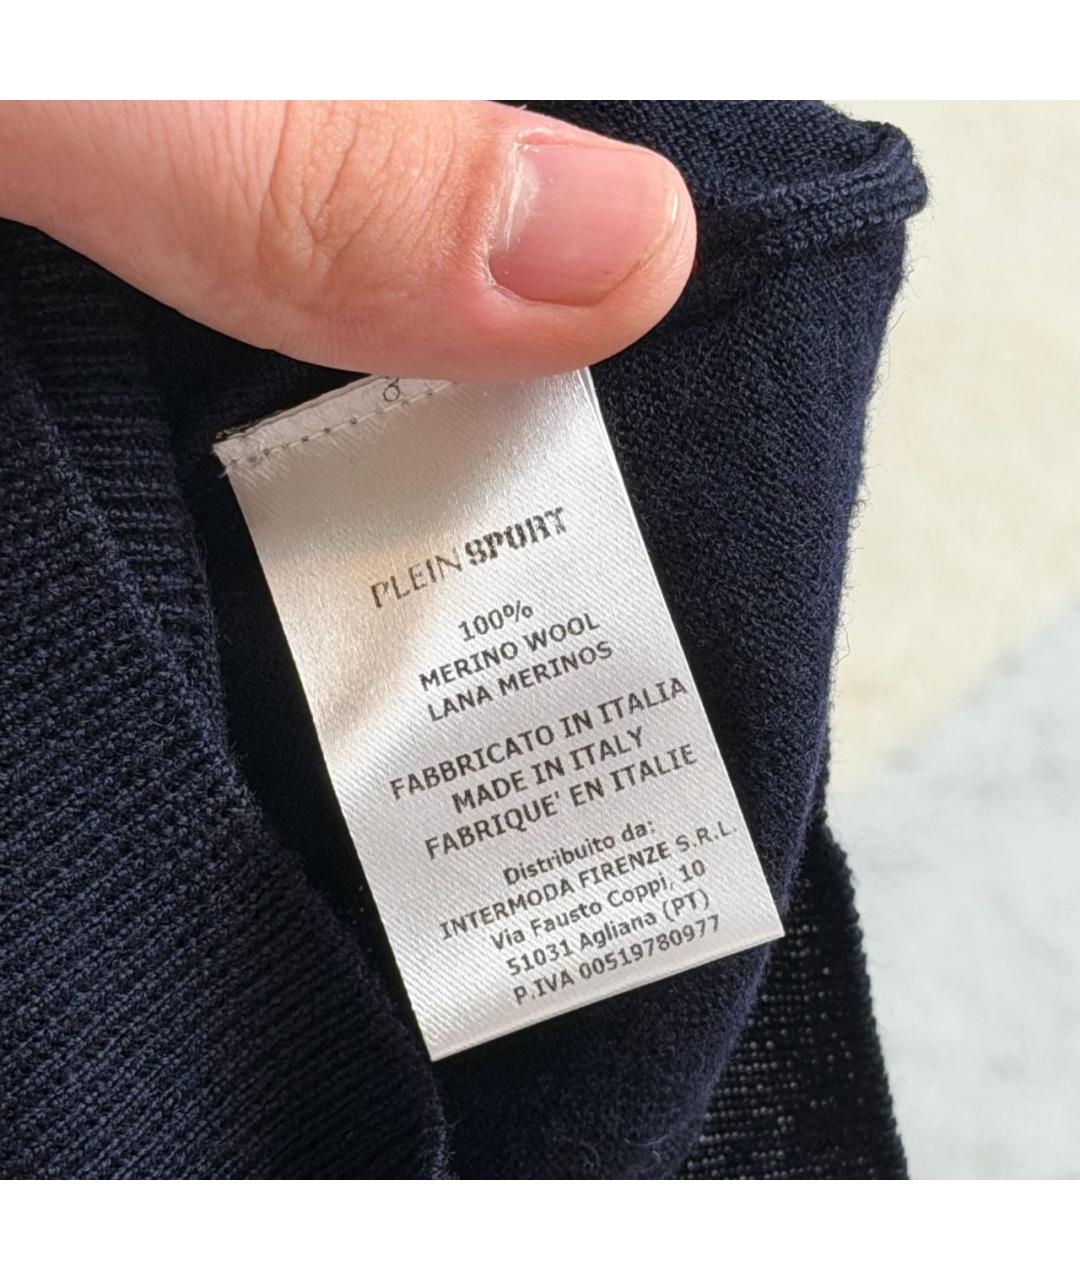 PLEIN SPORT
100%
MERINO WOOL
LANA MERINOS
FABBRICATO IN ITALIA
MADE IN ITALY
FABRIQUE' EN ITALIE
Distribuito da:
INTERMODA FIRENZE S.R.L.
Via Fausto Coppi, 10
51031 Agliana (PT)
P.IVA 00519780977